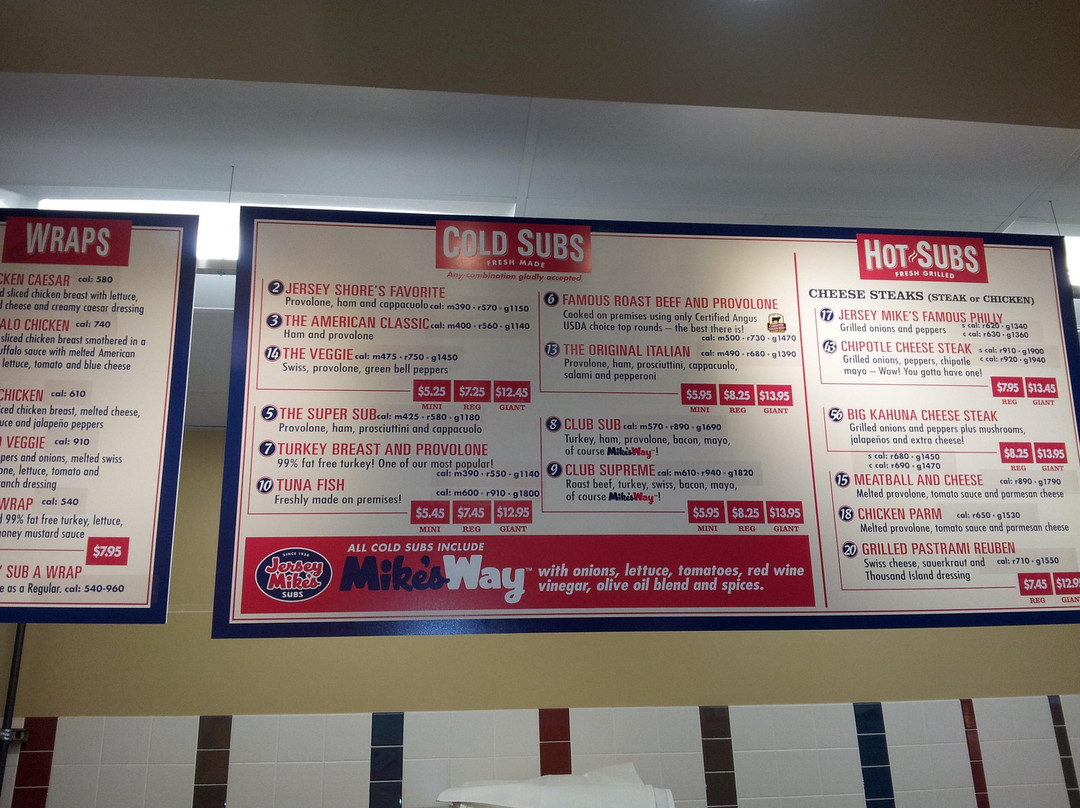 WRAPS
KEN CAESAR cal: 580
d sliced chicken breast with lettuce,
d cheese and creamy caesar dressing
ALO CHICKEN cal: 740
sliced chicken breast smothered in a
uffalo sauce with melted American
lettuce, tomato and blue cheese
CHICKEN cal: 610
iced chicken breast, melted cheese,
uce and jalapeño peppers
VEGGIE cal: 910
pers and onions, melted swiss
one, lettuce, tomato and
ranch dressing
WRAP cal: 540
d 99% fat free turkey, lettuce,
oney mustard sauce
$7.95
Y SUB A WRAP
e as a Regular, cal: 540-960
COLD SUBS
FRESH MADE
Any combination gladly accepted
2 JERSEY SHORE'S FAVORITE
Provolone, ham and cappacuolo cal: m390 • r570 • g1150
3 THE AMERICAN CLASSIC cal: m400 • r560 • g1140
Ham and provolone
14 THE VEGGIE cal: m475 • r750 • g1450
Swiss, provolone, green bell peppers
$5.25 $7.25 $12.45
MINI REG GIANT
5 THE SUPER SUB cal: m425 • r580 • g1180
Provolone, ham, prosciuttini and cappacuolo
7 TURKEY BREAST AND PROVOLONE
99% fat free turkey! One of our most popular!
cal: m390 • r550 • g1140
10 TUNA FISH
Freshly made on premises!
cal: m600 • r910 • g1800
$5.45 $7.45 $12.95
MINI REG GIANT
6 FAMOUS ROAST BEEF AND PROVOLONE
Cooked on premises using only Certified Angus
USDA choice top rounds – the best there is!
cal: m500 • r730 • g1470
13 THE ORIGINAL ITALIAN cal: m490 • r680 • g1390
Provolone, ham, prosciuttini, cappacuolo,
salami and pepperoni
$5.95 $8.25 $13.95
MINI REG GIANT
8 CLUB SUB cal: m570 • r890 • g1690
Turkey, ham, provolone, bacon, mayo,
of course Mike'sWay™!
9 CLUB SUPREME cal: m610 • r940 • g1820
Roast beef, turkey, swiss, bacon, mayo,
of course Mike'sWay™!
$5.95 $8.25 $13.95
MINI REG GIANT
SINCE 1956
Jersey Mike's
SUBS
ALL COLD SUBS INCLUDE
Mike'sWay™
with onions, lettuce, tomatoes, red wine
vinegar, olive oil blend and spices.
HOT SUBS
FRESH GRILLED
CHEESE STEAKS (STEAK or CHICKEN)
17 JERSEY MIKE'S FAMOUS PHILLY
Grilled onions and peppers
s cal: r620 • g1340
c cal: r630 • g1360
43 CHIPOTLE CHEESE STEAK s cal: r910 • g1900
Grilled onions, peppers, chipotle c cal: r920 • g1940
mayo – Wow! You gotta have one!
$7.95 $13.45
REG GIANT
56 BIG KAHUNA CHEESE STEAK
Grilled onions and peppers plus mushrooms,
jalapeños and extra cheese!
s cal: r680 • g1450
c cal: r690 • g1470
$8.25 $13.95
REG GIANT
15 MEATBALL AND CHEESE cal: r890 • g1790
Melted provolone, tomato sauce and parmesan cheese
18 CHICKEN PARM cal: r650 • g1530
Melted provolone, tomato sauce and parmesan cheese
20 GRILLED PASTRAMI REUBEN
Swiss cheese, sauerkraut and cal: r710 • g1550
Thousand Island dressing
$7.45 $12.95
REG GIAN